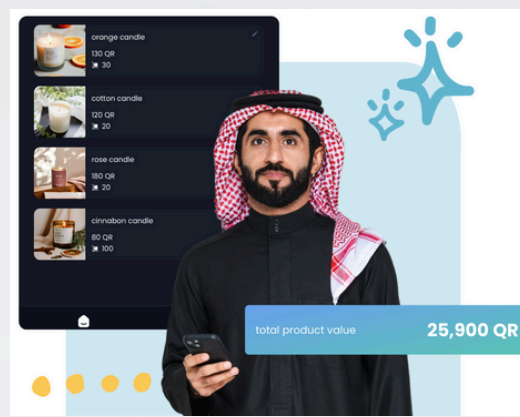 orange candle
130 QR
30
cotton candle
120 QR
20
rose candle
180 QR
20
cinnabon candle
80 QR
100
total product value
25,900 QR